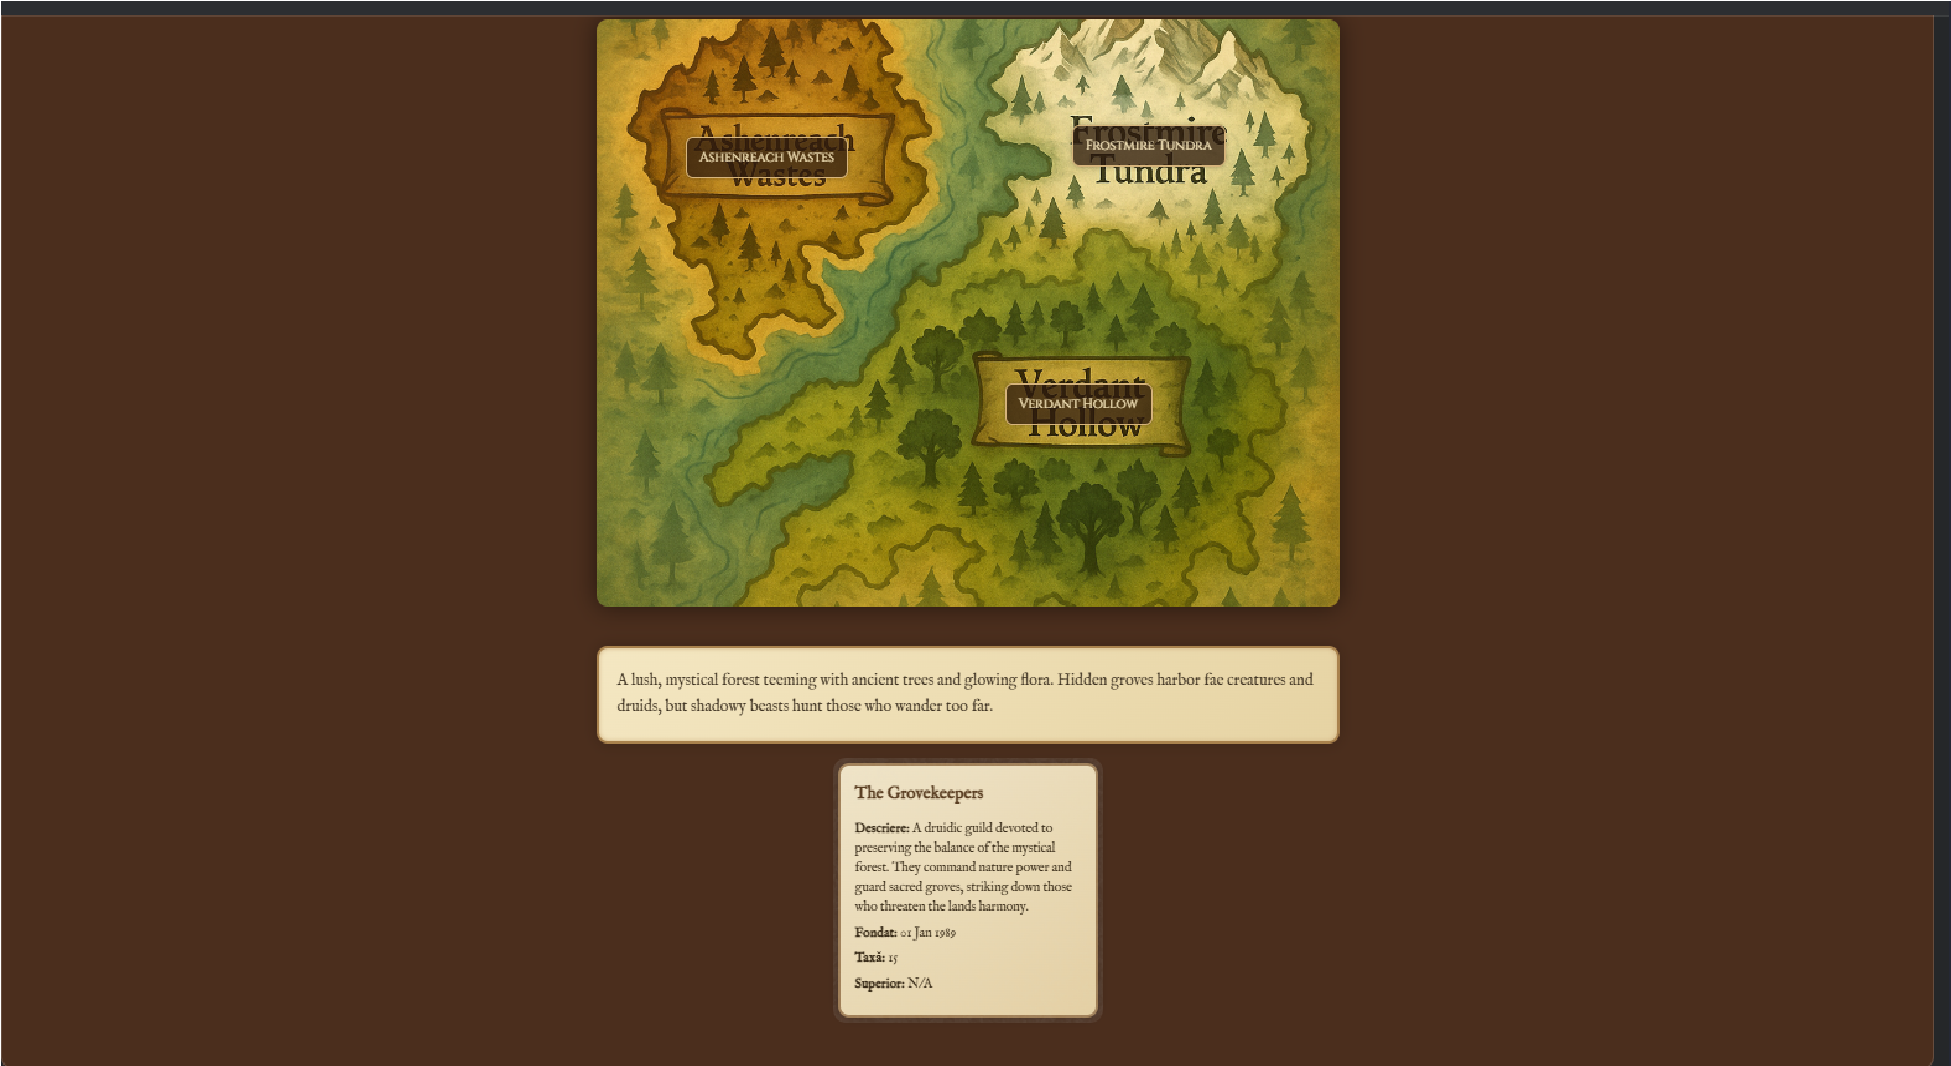 Ashenreach
Wastes
ASHENREACH WASTES
Frostmire
Tundra
FROSTMIRE TUNDRA
Verdant
Hollow
VERDANT HOLLOW
A lush, mystical forest teeming with ancient trees and glowing flora. Hidden groves harbor fae creatures and
druids, but shadowy beasts hunt those who wander too far.
The Grovekeepers
Descriere: A druidic guild devoted to
preserving the balance of the mystical
forest. They command nature power and
guard sacred groves, striking down those
who threaten the lands harmony.
Fondat: 01 Jan 1989
Taxă: 15
Superior: N/A